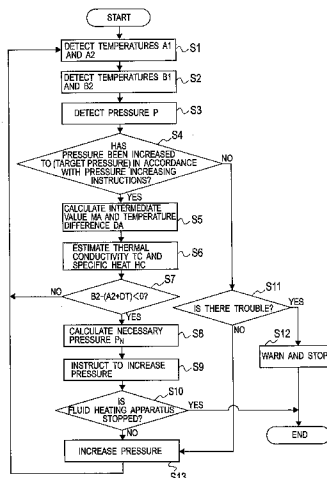 START
DETECT TEMPERATURES A1
AND A2
S1
DETECT TEMPERATURES B1
AND B2
S2
DETECT PRESSURE P
S3
S4
HAS
PRESSURE BEEN INCREASED
TO (TARGET PRESSURE) IN ACCORDANCE
WITH PRESSURE INCREASING
INSTRUCTIONS?
NO
YES
CALCULATE INTERMEDIATE
VALUE MA AND TEMPERATURE
DIFFERENCE DA
S5
ESTIMATE THERMAL
CONDUCTIVITY TC AND
SPECIFIC HEAT HC
S6
S7
NO
B2-(A2+DT)<0?
YES
S11
IS THERE TROUBLE?
YES
NO
S12
WARN AND STOP
CALCULATE NECESSARY
PRESSURE PN
S8
INSTRUCT TO INCREASE
PRESSURE
S9
S10
IS
FLUID HEATING APPARATUS
STOPPED?
YES
NO
END
INCREASE PRESSURE
S13